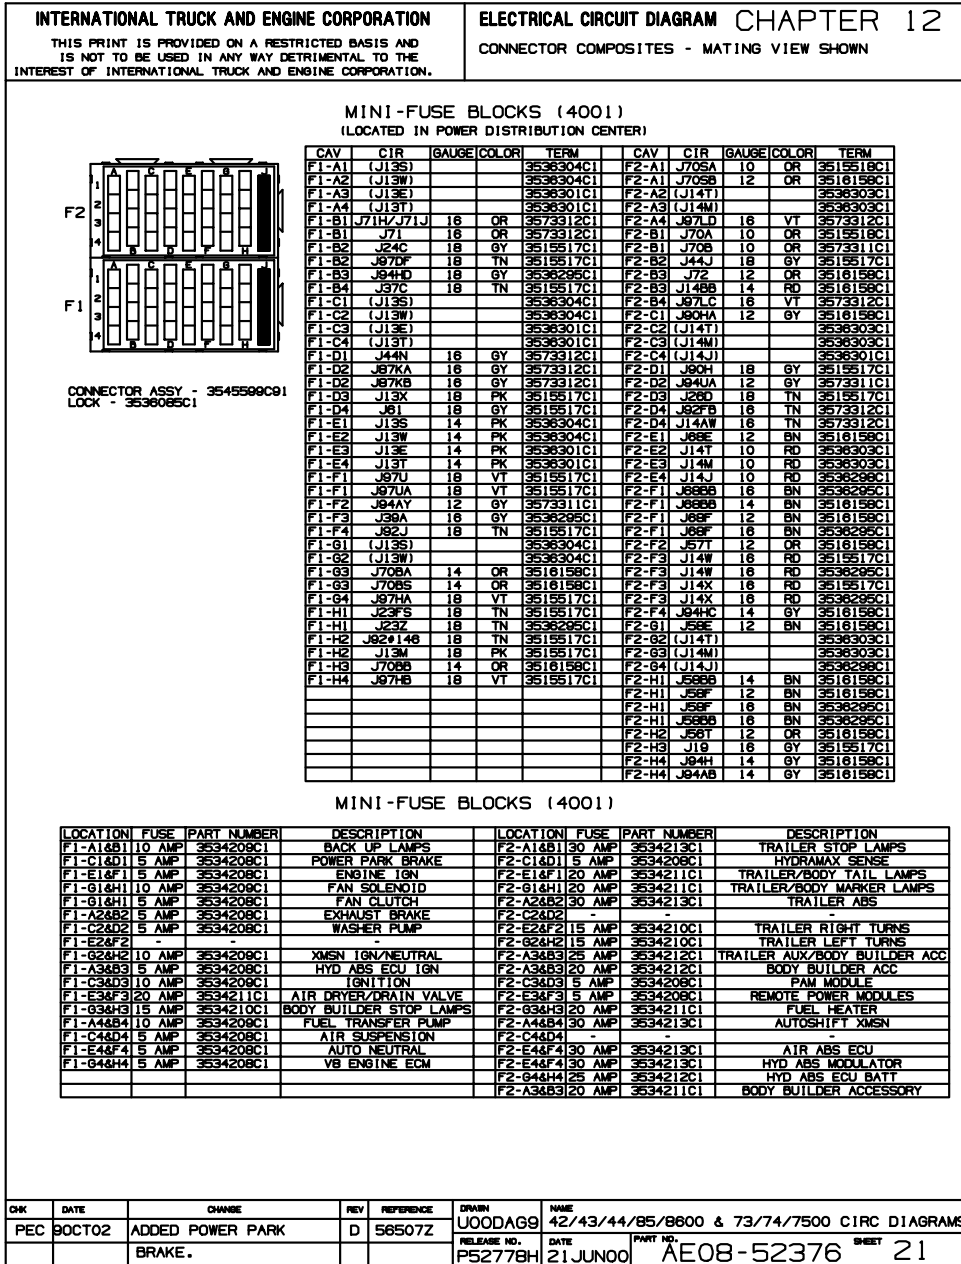 INTERNATIONAL TRUCK AND ENGINE CORPORATION
THIS PRINT IS PROVIDED ON A RESTRICTED BASIS AND
IS NOT TO BE USED IN ANY WAY DETRIMENTAL TO THE
INTEREST OF INTERNATIONAL TRUCK AND ENGINE CORPORATION.
ELECTRICAL CIRCUIT DIAGRAM CHAPTER 12
CONNECTOR COMPOSITES - MATING VIEW SHOWN
MINI-FUSE BLOCKS (4001)
(LOCATED IN POWER DISTRIBUTION CENTER)
F2
A C E G J
1
2
3
4
B D F H
F1
A C E G J
1
2
3
4
B D F H
CONNECTOR ASSY - 3545599C91
LOCK - 3536085C1
CAV CIR GAUGE COLOR TERM CAV CIR GAUGE COLOR TERM
F1-A1 (J13S) 3536304C1 F2-A1 J70SA 10 OR 3515518C1
F1-A2 (J13W) 3536304C1 F2-A1 J70SB 12 OR 3516158C1
F1-A3 (J13E) 3536301C1 F2-A2 (J14T) 3536303C1
F1-A4 (J13T) 3536301C1 F2-A3 (J14M) 3536303C1
F1-B1 J71H/J71J 16 OR 3573312C1 F2-A4 J97LD 16 VT 3573312C1
F1-B1 J71 16 OR 3573312C1 F2-B1 J70A 10 OR 3515518C1
F1-B2 J24C 18 GY 3515517C1 F2-B1 J70B 10 OR 3573311C1
F1-B2 J97DF 18 TN 3515517C1 F2-B2 J44J 18 GY 3515517C1
F1-B3 J94HD 18 GY 3536295C1 F2-B3 J72 12 OR 3516158C1
F1-B4 J37C 18 TN 3515517C1 F2-B3 J14BB 14 RD 3516158C1
F1-C1 (J13S) 3536304C1 F2-B4 J97LC 16 VT 3573312C1
F1-C2 (J13W) 3536304C1 F2-C1 J90HA 12 GY 3516158C1
F1-C3 (J13E) 3536301C1 F2-C2 (J14T) 3536303C1
F1-C4 (J13T) 3536301C1 F2-C3 (J14M) 3536303C1
F1-D1 J44N 16 GY 3573312C1 F2-C4 (J14J) 3536301C1
F1-D2 J87KA 16 GY 3573312C1 F2-D1 J90H 18 GY 3515517C1
F1-D2 J87KB 16 GY 3573312C1 F2-D2 J94UA 12 GY 3573311C1
F1-D3 J13X 18 PK 3515517C1 F2-D3 J26D 18 TN 3515517C1
F1-D4 J61 18 GY 3515517C1 F2-D4 J92FB 16 TN 3573312C1
F1-E1 J13S 14 PK 3536304C1 F2-D4 J14AW 16 TN 3573312C1
F1-E2 J13W 14 PK 3536304C1 F2-E1 J68E 12 BN 3516158C1
F1-E3 J13E 14 PK 3536301C1 F2-E2 J14T 10 RD 3536303C1
F1-E4 J13T 14 PK 3536301C1 F2-E3 J14M 10 RD 3536303C1
F1-F1 J97U 18 VT 3515517C1 F2-E4 J14J 10 RD 3536298C1
F1-F1 J97UA 18 VT 3515517C1 F2-F1 J68BB 16 BN 3536295C1
F1-F2 J94AY 12 GY 3573311C1 F2-F1 J68BB 14 BN 3516158C1
F1-F3 J39A 16 GY 3536295C1 F2-F1 J68F 12 BN 3516158C1
F1-F4 J92J 18 TN 3515517C1 F2-F1 J68F 16 BN 3536295C1
F1-G1 (J13S) 3536304C1 F2-F2 J57T 12 OR 3516158C1
F1-G2 (J13W) 3536304C1 F2-F3 J14W 16 RD 3515517C1
F1-G3 J70BA 14 OR 3516158C1 F2-F3 J14W 16 RD 3536295C1
F1-G3 J70BS 14 OR 3516158C1 F2-F3 J14X 16 RD 3515517C1
F1-G4 J97HA 18 VT 3515517C1 F2-F3 J14X 16 RD 3536295C1
F1-H1 J23FS 18 TN 3515517C1 F2-F4 J94HC 14 GY 3516158C1
F1-H1 J23Z 18 TN 3536295C1 F2-G1 J58E 12 BN 3516158C1
F1-H2 J92#146 18 TN 3515517C1 F2-G2 (J14T) 3536303C1
F1-H2 J13M 18 PK 3515517C1 F2-G3 (J14M) 3536303C1
F1-H3 J70BB 14 OR 3516158C1 F2-G4 (J14J) 3536298C1
F1-H4 J97HB 18 VT 3515517C1 F2-H1 J58BB 14 BN 3516158C1
F2-H1 J58F 12 BN 3516158C1
F2-H1 J58F 16 BN 3536295C1
F2-H1 J58BB 16 BN 3536295C1
F2-H2 J56T 12 OR 3516158C1
F2-H3 J19 16 GY 3515517C1
F2-H4 J94H 14 GY 3516158C1
F2-H4 J94AB 14 GY 3516158C1
MINI-FUSE BLOCKS (4001)
LOCATION FUSE PART NUMBER DESCRIPTION LOCATION FUSE PART NUMBER DESCRIPTION
F1-A1&B1 10 AMP 3534209C1 BACK UP LAMPS F2-A1&B1 30 AMP 3534213C1 TRAILER STOP LAMPS
F1-C1&D1 5 AMP 3534208C1 POWER PARK BRAKE F2-C1&D1 5 AMP 3534208C1 HYDRAMAX SENSE
F1-E1&F1 5 AMP 3534208C1 ENGINE IGN F2-E1&F1 20 AMP 3534211C1 TRAILER/BODY TAIL LAMPS
F1-G1&H1 10 AMP 3534209C1 FAN SOLENOID F2-G1&H1 20 AMP 3534211C1 TRAILER/BODY MARKER LAMPS
F1-G1&H1 5 AMP 3534208C1 FAN CLUTCH F2-A2&B2 30 AMP 3534213C1 TRAILER ABS
F1-A2&B2 5 AMP 3534208C1 EXHAUST BRAKE F2-C2&D2 - - -
F1-C2&D2 5 AMP 3534208C1 WASHER PUMP F2-E2&F2 15 AMP 3534210C1 TRAILER RIGHT TURNS
F1-E2&F2 - - - F2-G2&H2 15 AMP 3534210C1 TRAILER LEFT TURNS
F1-G2&H2 10 AMP 3534209C1 XMSN IGN/NEUTRAL F2-A3&B3 25 AMP 3534212C1 TRAILER AUX/BODY BUILDER ACC
F1-A3&B3 5 AMP 3534208C1 HYD ABS ECU IGN F2-A3&B3 20 AMP 3534211C1 BODY BUILDER ACC
F1-C3&D3 10 AMP 3534209C1 IGNITION F2-C3&D3 5 AMP 3534208C1 PAM MODULE
F1-E3&F3 20 AMP 3534211C1 AIR DRYER/DRAIN VALVE F2-E3&F3 5 AMP 3534208C1 REMOTE POWER MODULES
F1-G3&H3 15 AMP 3534210C1 BODY BUILDER STOP LAMPS F2-G3&H3 20 AMP 3534211C1 FUEL HEATER
F1-A4&B4 10 AMP 3534209C1 FUEL TRANSFER PUMP F2-A4&B4 30 AMP 3534213C1 AUTOSHIFT XMSN
F1-C4&D4 5 AMP 3534208C1 AIR SUSPENSION F2-C4&D4 - - -
F1-E4&F4 5 AMP 3534208C1 AUTO NEUTRAL F2-E4&F4 30 AMP 3534213C1 AIR ABS ECU
F1-G4&H4 5 AMP 3534208C1 V8 ENGINE ECM F2-E4&F4 30 AMP 3534213C1 HYD ABS MODULATOR
F2-G4&H4 25 AMP 3534212C1 HYD ABS ECU BATT
F2-A3&B3 20 AMP 3534211C1 BODY BUILDER ACCESSORY
CHK DATE CHANGE REV REFERENCE DRAWN NAME
PEC 90CT02 ADDED POWER PARK D 56507Z U00DAG9 42/43/44/85/8600 & 73/74/7500 CIRC DIAGRAMS
BRAKE. RELEASE NO. P52778H DATE 21JUN00 PART NO. AE08-52376 SHEET 21